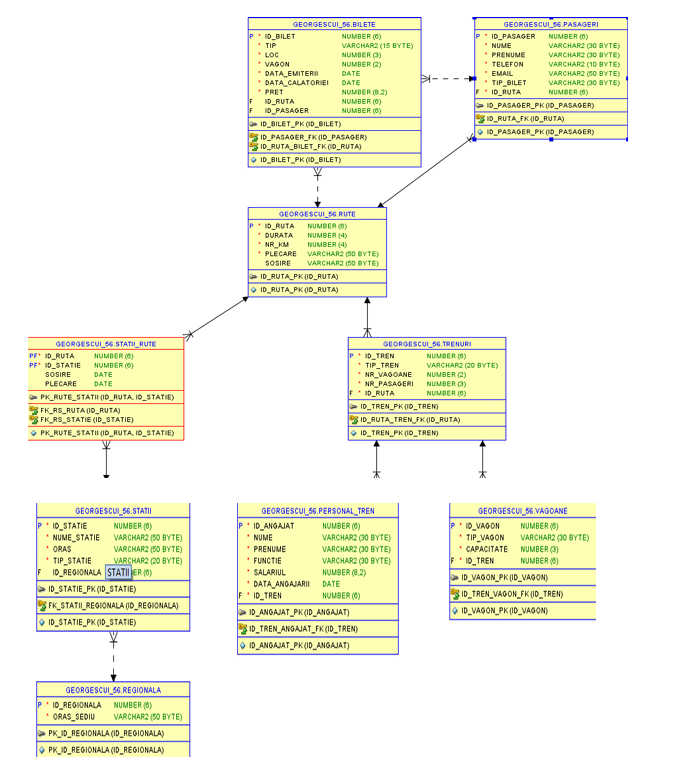 GEORGESCUI_56.BILETE
P * ID_BILET NUMBER (6)
* TIP VARCHAR2 (15 BYTE)
* LOC NUMBER (3)
* VAGON NUMBER (2)
* DATA_EMITERII DATE
* DATA_CALATORIEI DATE
* PRET NUMBER (8,2)
F ID_RUTA NUMBER (6)
F ID_PASAGER NUMBER (6)
ID_BILET_PK (ID_BILET)
ID_PASAGER_FK (ID_PASAGER)
ID_RUTA_BILET_FK (ID_RUTA)
ID_BILET_PK (ID_BILET)
GEORGESCUI_56.PASAGERI
P * ID_PASAGER NUMBER (6)
* NUME VARCHAR2 (30 BYTE)
* PRENUME VARCHAR2 (30 BYTE)
* TELEFON VARCHAR2 (10 BYTE)
* EMAIL VARCHAR2 (50 BYTE)
* TIP_BILET VARCHAR2 (30 BYTE)
F * ID_RUTA NUMBER (6)
ID_PASAGER_PK (ID_PASAGER)
ID_RUTA_FK (ID_RUTA)
ID_PASAGER_PK (ID_PASAGER)
GEORGESCUI_56.RUTE
P * ID_RUTA NUMBER (6)
* DURATA NUMBER (4)
* NR_KM NUMBER (4)
* PLECARE VARCHAR2 (50 BYTE)
SOSIRE VARCHAR2 (50 BYTE)
ID_RUTA_PK (ID_RUTA)
ID_RUTA_PK (ID_RUTA)
GEORGESCUI_56.STATII_RUTE
PF* ID_RUTA NUMBER (6)
PF* ID_STATIE NUMBER (6)
SOSIRE DATE
PLECARE DATE
PK_RUTE_STATII (ID_RUTA, ID_STATIE)
FK_RS_RUTA (ID_RUTA)
FK_RS_STATIE (ID_STATIE)
PK_RUTE_STATII (ID_RUTA, ID_STATIE)
GEORGESCUI_56.TRENURI
P * ID_TREN NUMBER (6)
* TIP_TREN VARCHAR2 (20 BYTE)
* NR_VAGOANE NUMBER (2)
* NR_PASAGERI NUMBER (3)
F * ID_RUTA NUMBER (6)
ID_TREN_PK (ID_TREN)
ID_RUTA_TREN_FK (ID_RUTA)
ID_TREN_PK (ID_TREN)
GEORGESCUI_56.STATII
P * ID_STATIE NUMBER (6)
* NUME_STATIE VARCHAR2 (50 BYTE)
* ORAS VARCHAR2 (50 BYTE)
* TIP_STATIE VARCHAR2 (20 BYTE)
F ID_REGIONALA STATII ER (6)
ID_STATIE_PK (ID_STATIE)
FK_STATII_REGIONALA (ID_REGIONALA)
ID_STATIE_PK (ID_STATIE)
GEORGESCUI_56.PERSONAL_TREN
P * ID_ANGAJAT NUMBER (6)
* NUME VARCHAR2 (30 BYTE)
* PRENUME VARCHAR2 (30 BYTE)
* FUNCTIE VARCHAR2 (30 BYTE)
* SALARIUL NUMBER (8,2)
* DATA_ANGAJARII DATE
F * ID_TREN NUMBER (6)
ID_ANGAJAT_PK (ID_ANGAJAT)
ID_TREN_ANGAJAT_FK (ID_TREN)
ID_ANGAJAT_PK (ID_ANGAJAT)
GEORGESCUI_56.VAGOANE
P * ID_VAGON NUMBER (6)
* TIP_VAGON VARCHAR2 (30 BYTE)
* CAPACITATE NUMBER (3)
F * ID_TREN NUMBER (6)
ID_VAGON_PK (ID_VAGON)
ID_TREN_VAGON_FK (ID_TREN)
ID_VAGON_PK (ID_VAGON)
GEORGESCUI_56.REGIONALA
P * ID_REGIONALA NUMBER (6)
* ORAS_SEDIU VARCHAR2 (50 BYTE)
PK_ID_REGIONALA (ID_REGIONALA)
PK_ID_REGIONALA (ID_REGIONALA)